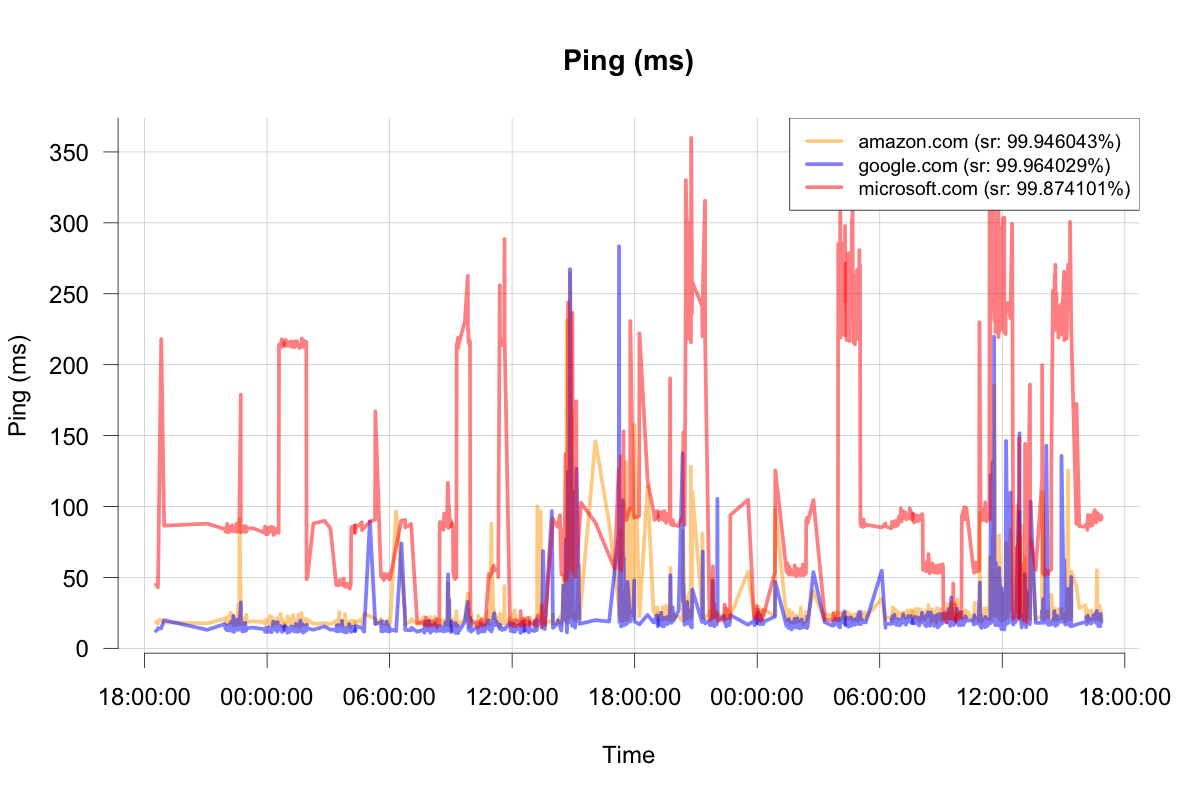 Ping (ms)
amazon.com (sr: 99.946043%)
google.com (sr: 99.964029%)
microsoft.com (sr: 99.874101%)
350
300
250
200
150
100
50
0
Ping (ms)
18:00:00 00:00:00 06:00:00 12:00:00 18:00:00 00:00:00 06:00:00 12:00:00 18:00:00
Time